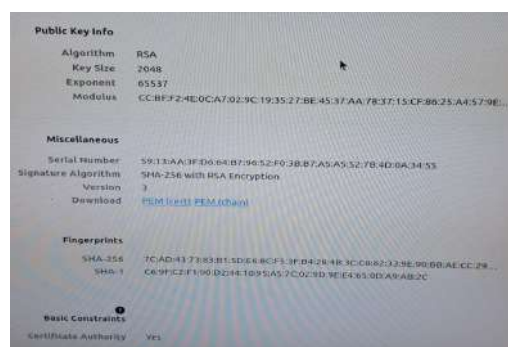 Public Key Info
Algorithm RSA
Key Size 2048
Exponent 65537
Modulus CC:BF:F2:4E:0C:A7:02:9C:19:35:27:BE:45:37:AA:78:37:15:CF:86:25:A4:57:9E...
Miscellaneous
Serial Number 59:13:AA:3F:D6:64:B7:96:52:F0:3B:B7:A5:A5:52:7B:4D:0A:34:55
Signature Algorithm SHA-256 with RSA Encryption
Version 3
Download PEM (cert) PEM (chain)
Fingerprints
SHA-256
SHA-1
Basic Constraints
Certificate Authority Yes